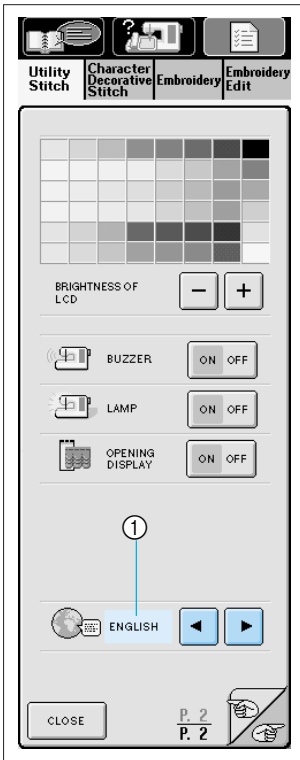 ?
Utility Stitch
Character Decorative Stitch
Embroidery
Embroidery Edit
BRIGHTNESS OF
LCD
− +
BUZZER ON OFF
LAMP ON OFF
OPENING
DISPLAY
ON OFF
1
ENGLISH
CLOSE
P. 2
P. 2